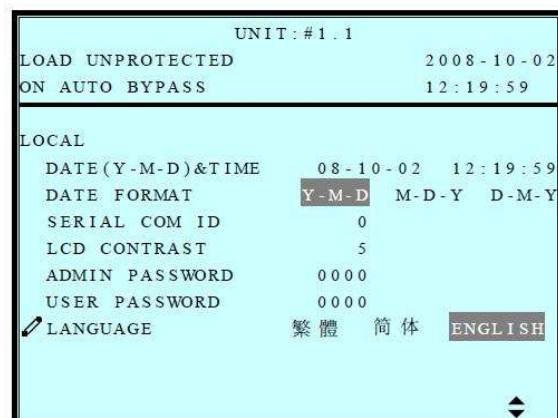 UNIT:#1.1
LOAD UNPROTECTED 2008-10-02
ON AUTO BYPASS 12:19:59
LOCAL
DATE(Y-M-D)&TIME 08-10-02 12:19:59
DATE FORMAT Y-M-D M-D-Y D-M-Y
SERIAL COM ID 0
LCD CONTRAST 5
ADMIN PASSWORD 0000
USER PASSWORD 0000
LANGUAGE 繁體 简体 ENGLISH